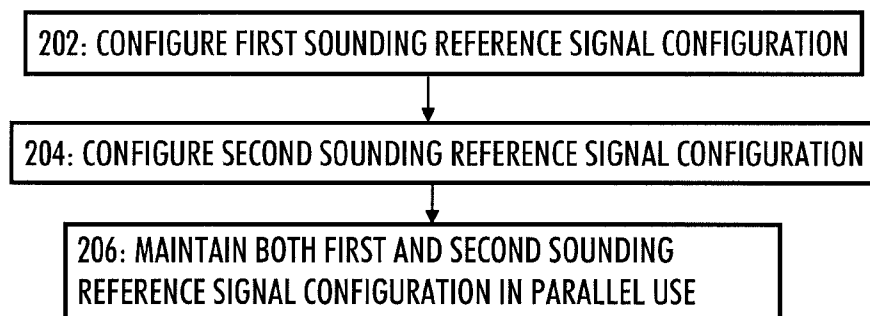 202: CONFIGURE FIRST SOUNDING REFERENCE SIGNAL CONFIGURATION
204: CONFIGURE SECOND SOUNDING REFERENCE SIGNAL CONFIGURATION
206: MAINTAIN BOTH FIRST AND SECOND SOUNDING
REFERENCE SIGNAL CONFIGURATION IN PARALLEL USE